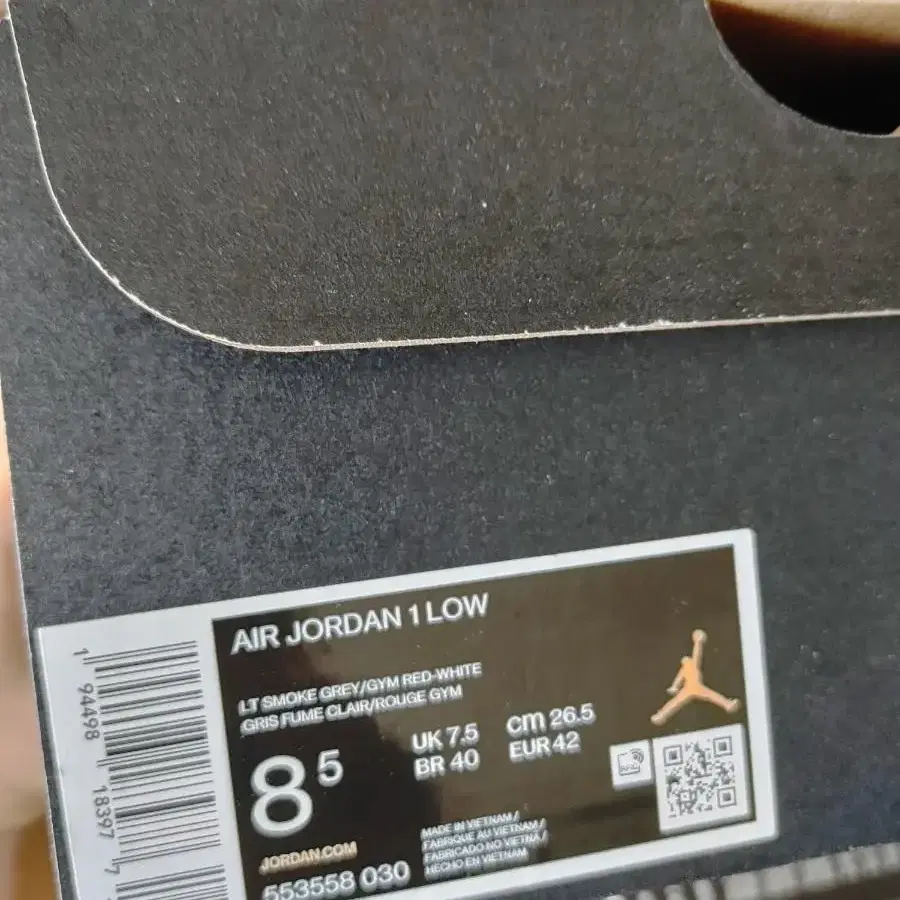 AIR JORDAN 1 LOW
LT SMOKE GREY/GYM RED-WHITE
GRIS FUME CLAIR/ROUGE GYM
8 5
UK 7.5
BR 40
cm 26.5
EUR 42
JORDAN.COM
553558 030
MADE IN VIETNAM /
FABRIQUE AU VIETNAM /
FABRICADO NO VIETNA /
HECHO EN VIETNAM
RFID
1 94498 18397 7